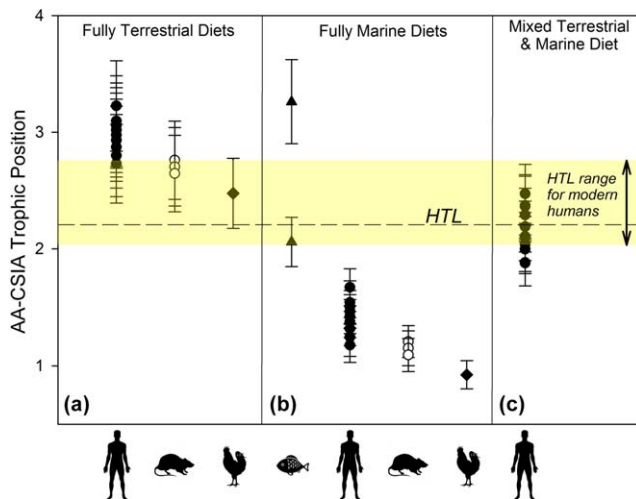 Fully Terrestrial Diets
Fully Marine Diets
Mixed Terrestrial
& Marine Diet
4
3
2
1
AA-CSIA Trophic Position
HTL
HTL range
for modern
humans
(a)
(b)
(c)